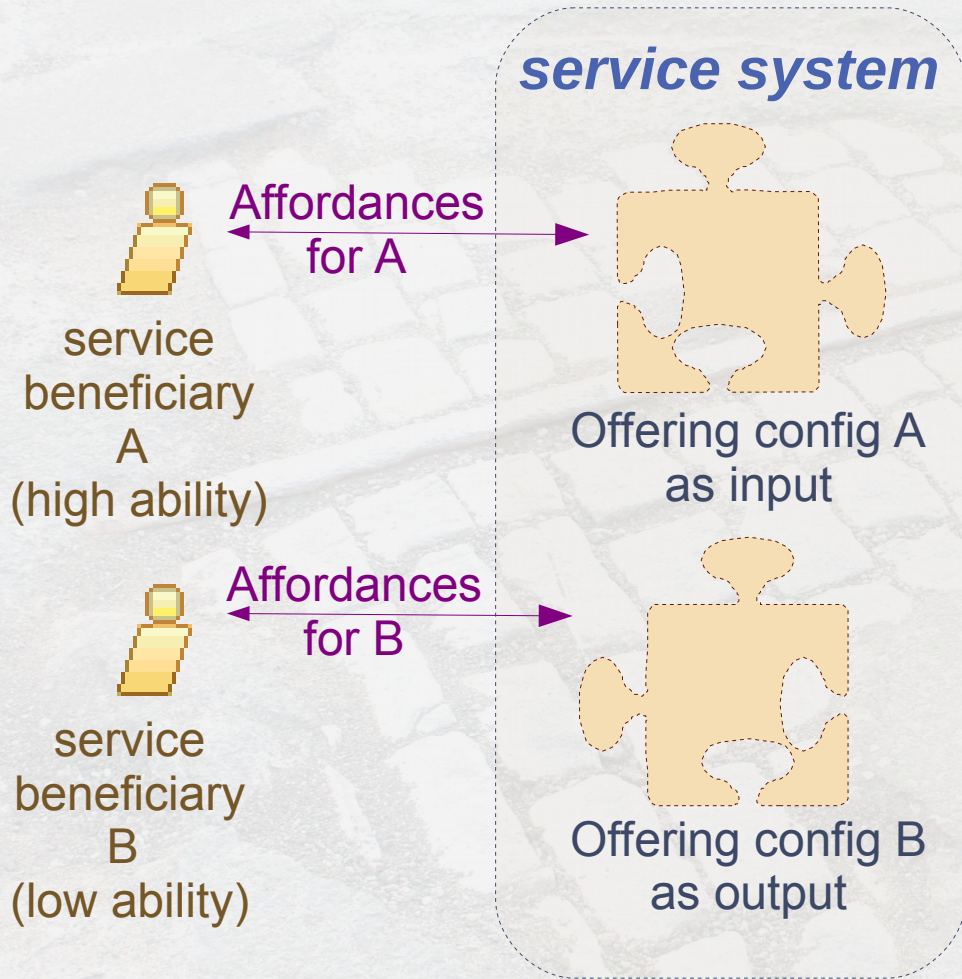 service system
Affordances
for A
service
beneficiary
A
(high ability)
Offering config A
as input
Affordances
for B
service
beneficiary
B
(low ability)
Offering config B
as output